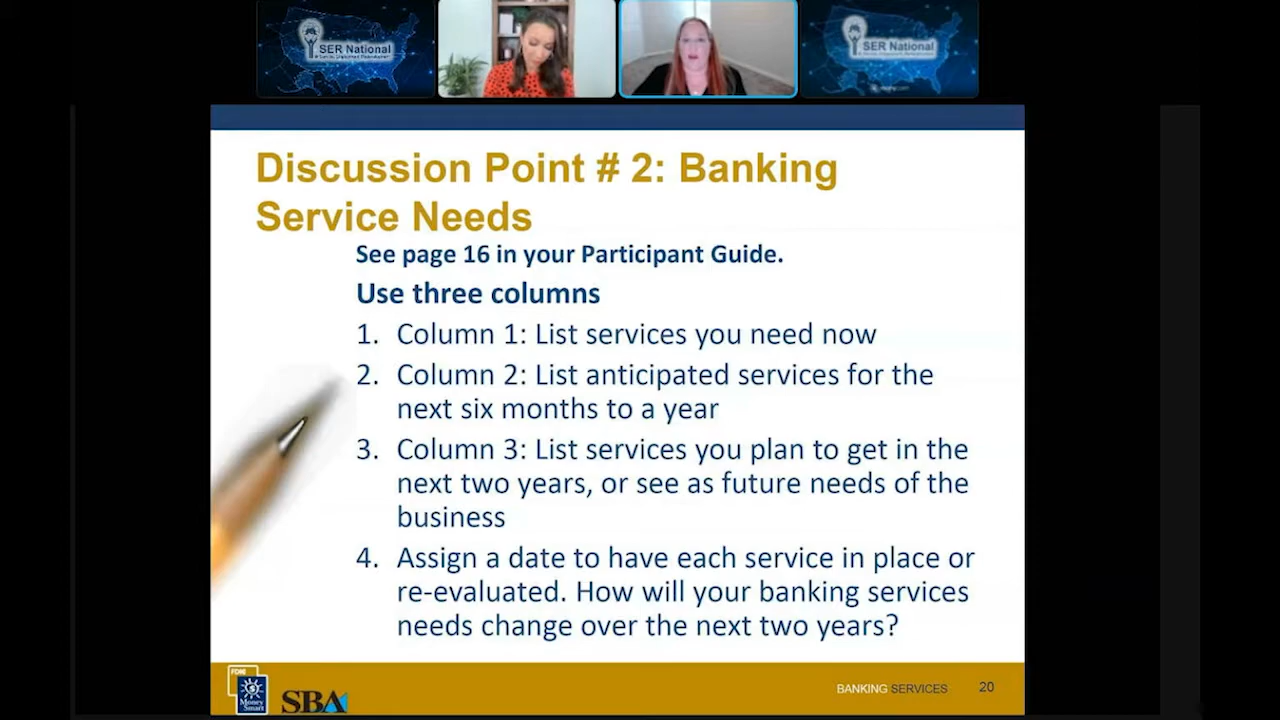 SER National
SER National
Discussion Point # 2: Banking
Service Needs
See page 16 in your Participant Guide.
Use three columns
1. Column 1: List services you need now
2. Column 2: List anticipated services for the
next six months to a year
3. Column 3: List services you plan to get in the
next two years, or see as future needs of the
business
4. Assign a date to have each service in place or
re-evaluated. How will your banking services
needs change over the next two years?
FDIC
Money
Smart
SBA
BANKING SERVICES 20